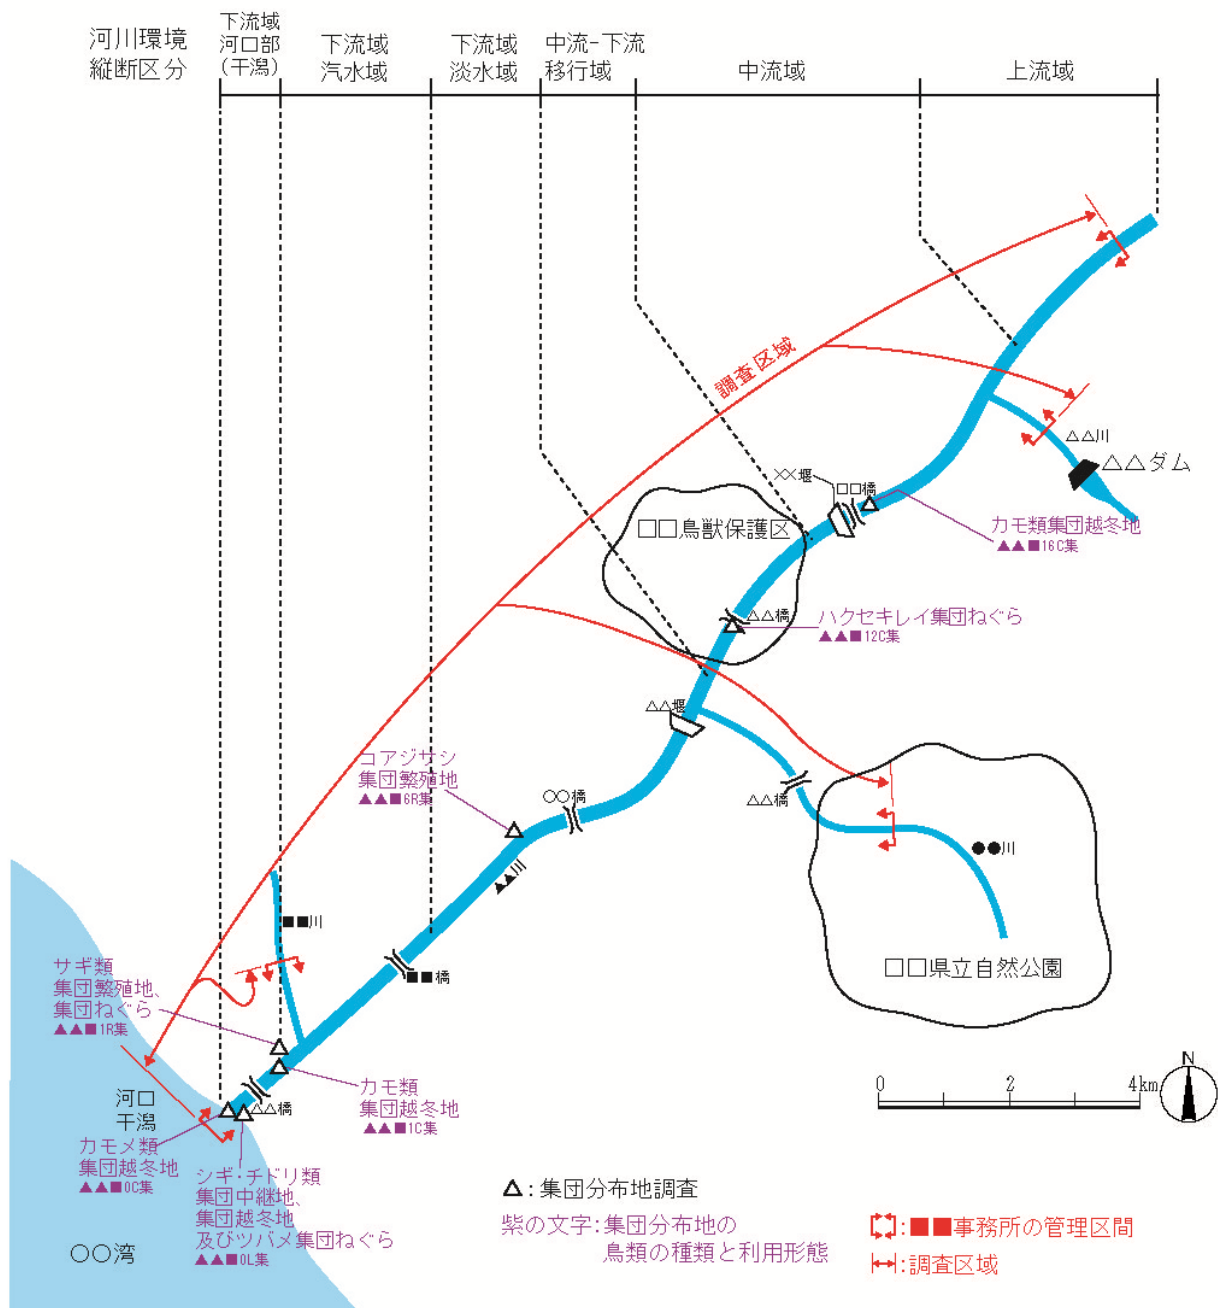 河川環境
縦断区分
下流域
河口部
(干潟)
下流域
汽水域
下流域
淡水域
中流-下流
移行域
中流域
上流域
調査区域
△△川
△△ダム
××堰
□□橋
カモ類集団越冬地
▲▲■16C集
□□鳥獣保護区
△△橋
ハクセキレイ集団ねぐら
▲▲■12C集
△△堰
コアジサシ
集団繁殖地
▲▲■6R集
○○橋
△△橋
▲▲川
●●川
■■川
■■橋
□□県立自然公園
サギ類
集団繁殖地、
集団ねぐら
▲▲■1R集
カモ類
集団越冬地
▲▲■1C集
河口
干潟
△△橋
カモメ類
集団越冬地
▲▲■0C集
シギ・チドリ類
集団中継地、
集団越冬地
及びツバメ集団ねぐら
▲▲■0L集
○○湾
N
0 2 4km
△:集団分布地調査
紫の文字:集団分布地の
鳥類の種類と利用形態
:■■事務所の管理区間
:調査区域